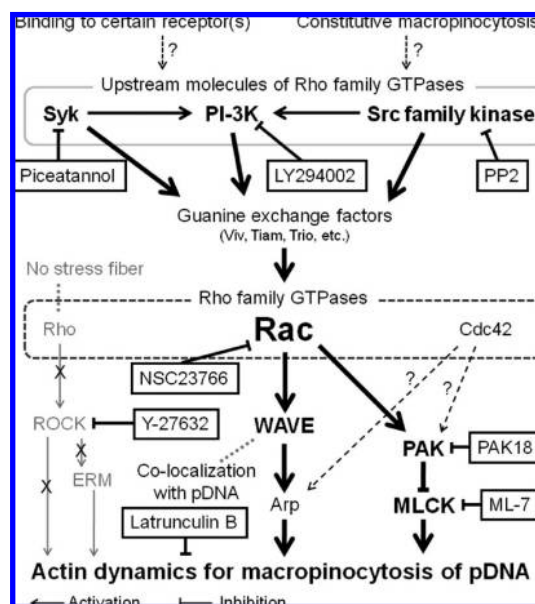 Binding to certain receptor(s) Constitutive macropinocytosis
? ?
Upstream molecules of Rho family GTPases
Syk PI-3K Src family kinase
Piceatannol LY294002 PP2
Guanine exchange factors
(Viv, Tiam, Trio, etc.)
No stress fiber
Rho family GTPases
Rho Rac Cdc42
X NSC23766 ? ?
ROCK Y-27632 WAVE
X PAK PAK18
X ERM Co-localization
with pDNA Arp MLCK ML-7
Latrunculin B
Actin dynamics for macropinocytosis of pDNA
Activation Inhibition